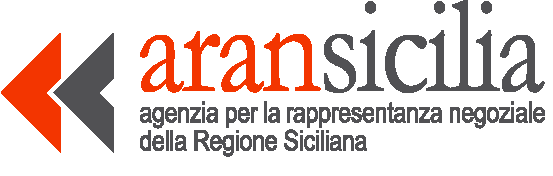 aransicilia
agenzia per la rappresentanza negoziale
della Regione Siciliana